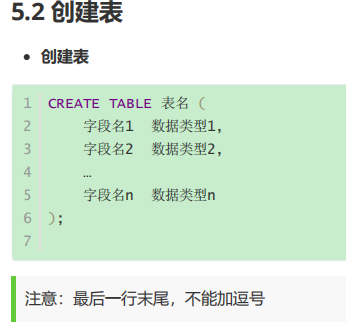 5.2 创建表
• 创建表
1 CREATE TABLE 表名 (
2     字段名1  数据类型1,
3     字段名2  数据类型2,
4     …
5     字段名n  数据类型n
6 );
7
注意：最后一行末尾，不能加逗号